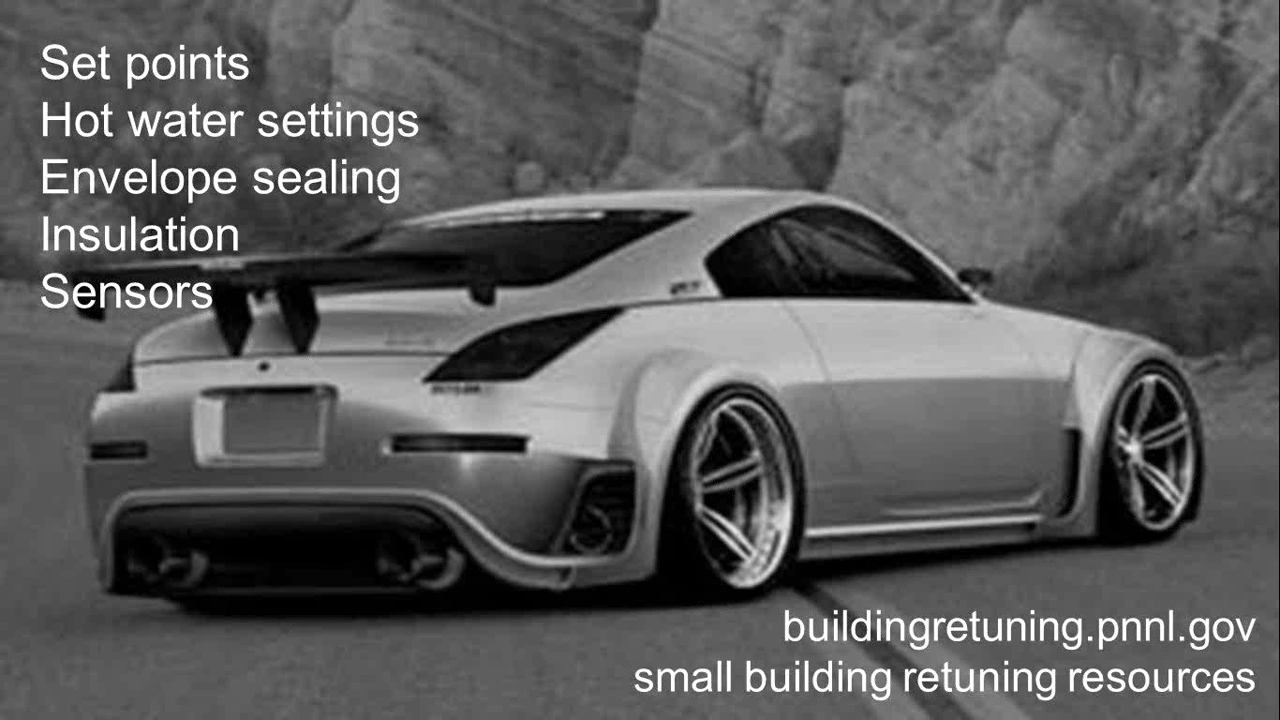 Set points
Hot water settings
Envelope sealing
Insulation
Sensors
buildingretuning.pnnl.gov
small building retuning resources